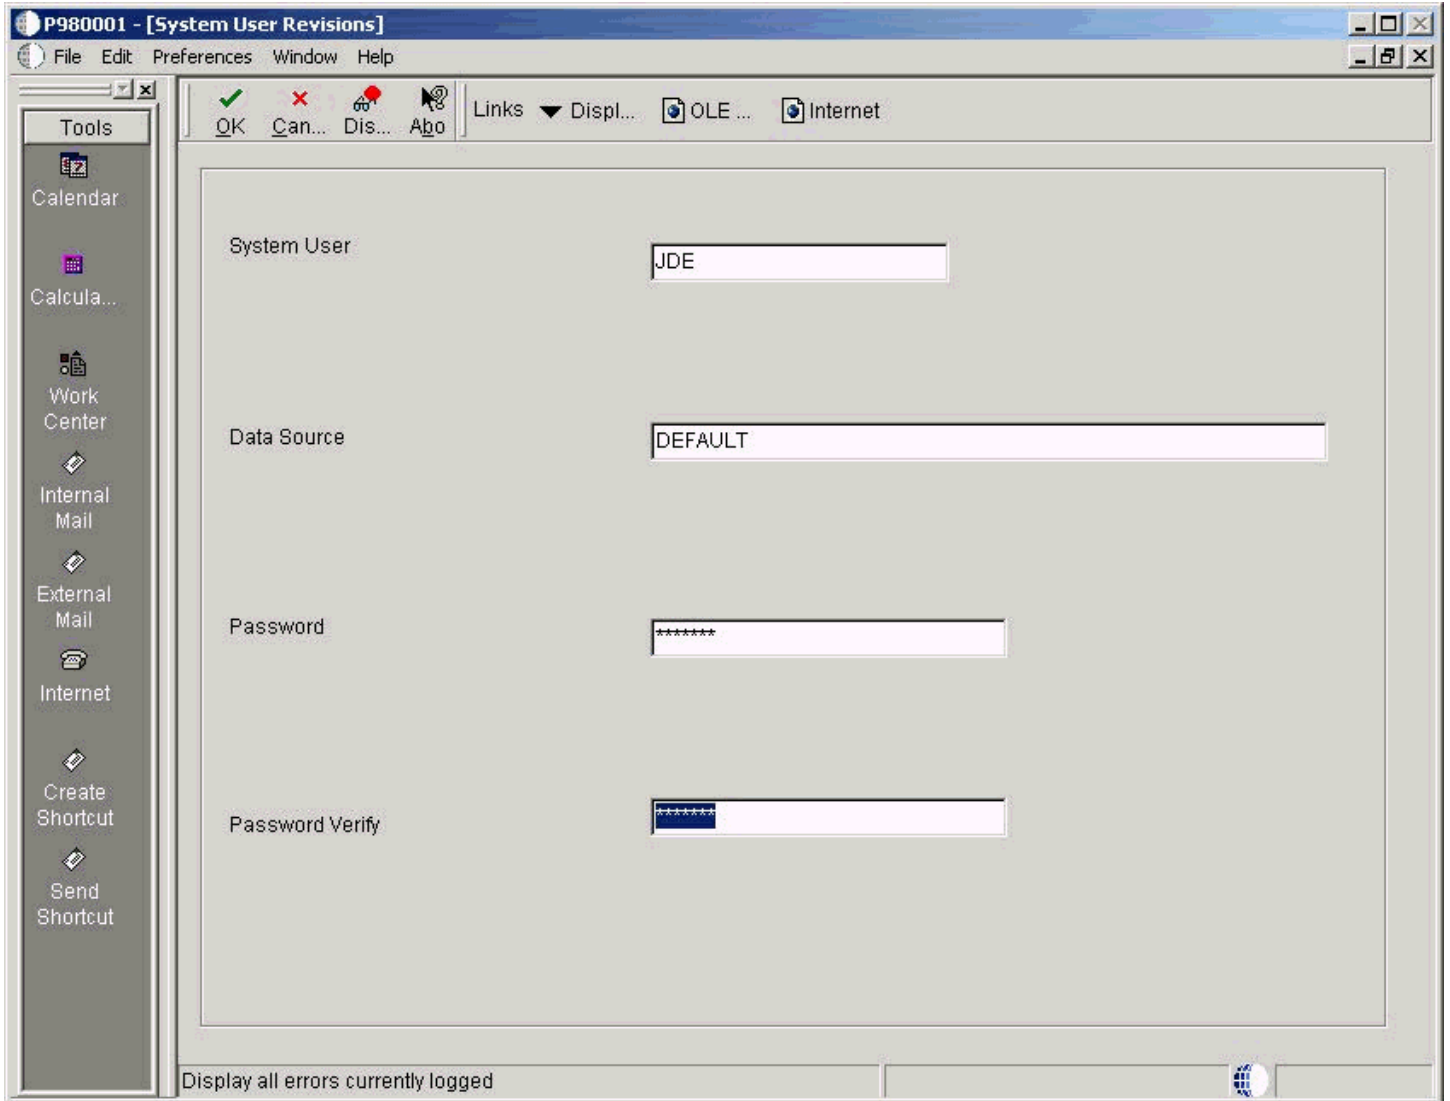 P980001 - [System User Revisions]
File Edit Preferences Window Help
Tools
OK Can... Dis... Abo Links Displ... OLE ... Internet
Calendar
Calcula...
Work
Center
Internal
Mail
External
Mail
Internet
Create
Shortcut
Send
Shortcut
System User JDE
Data Source DEFAULT
Password *******
Password Verify *******
Display all errors currently logged